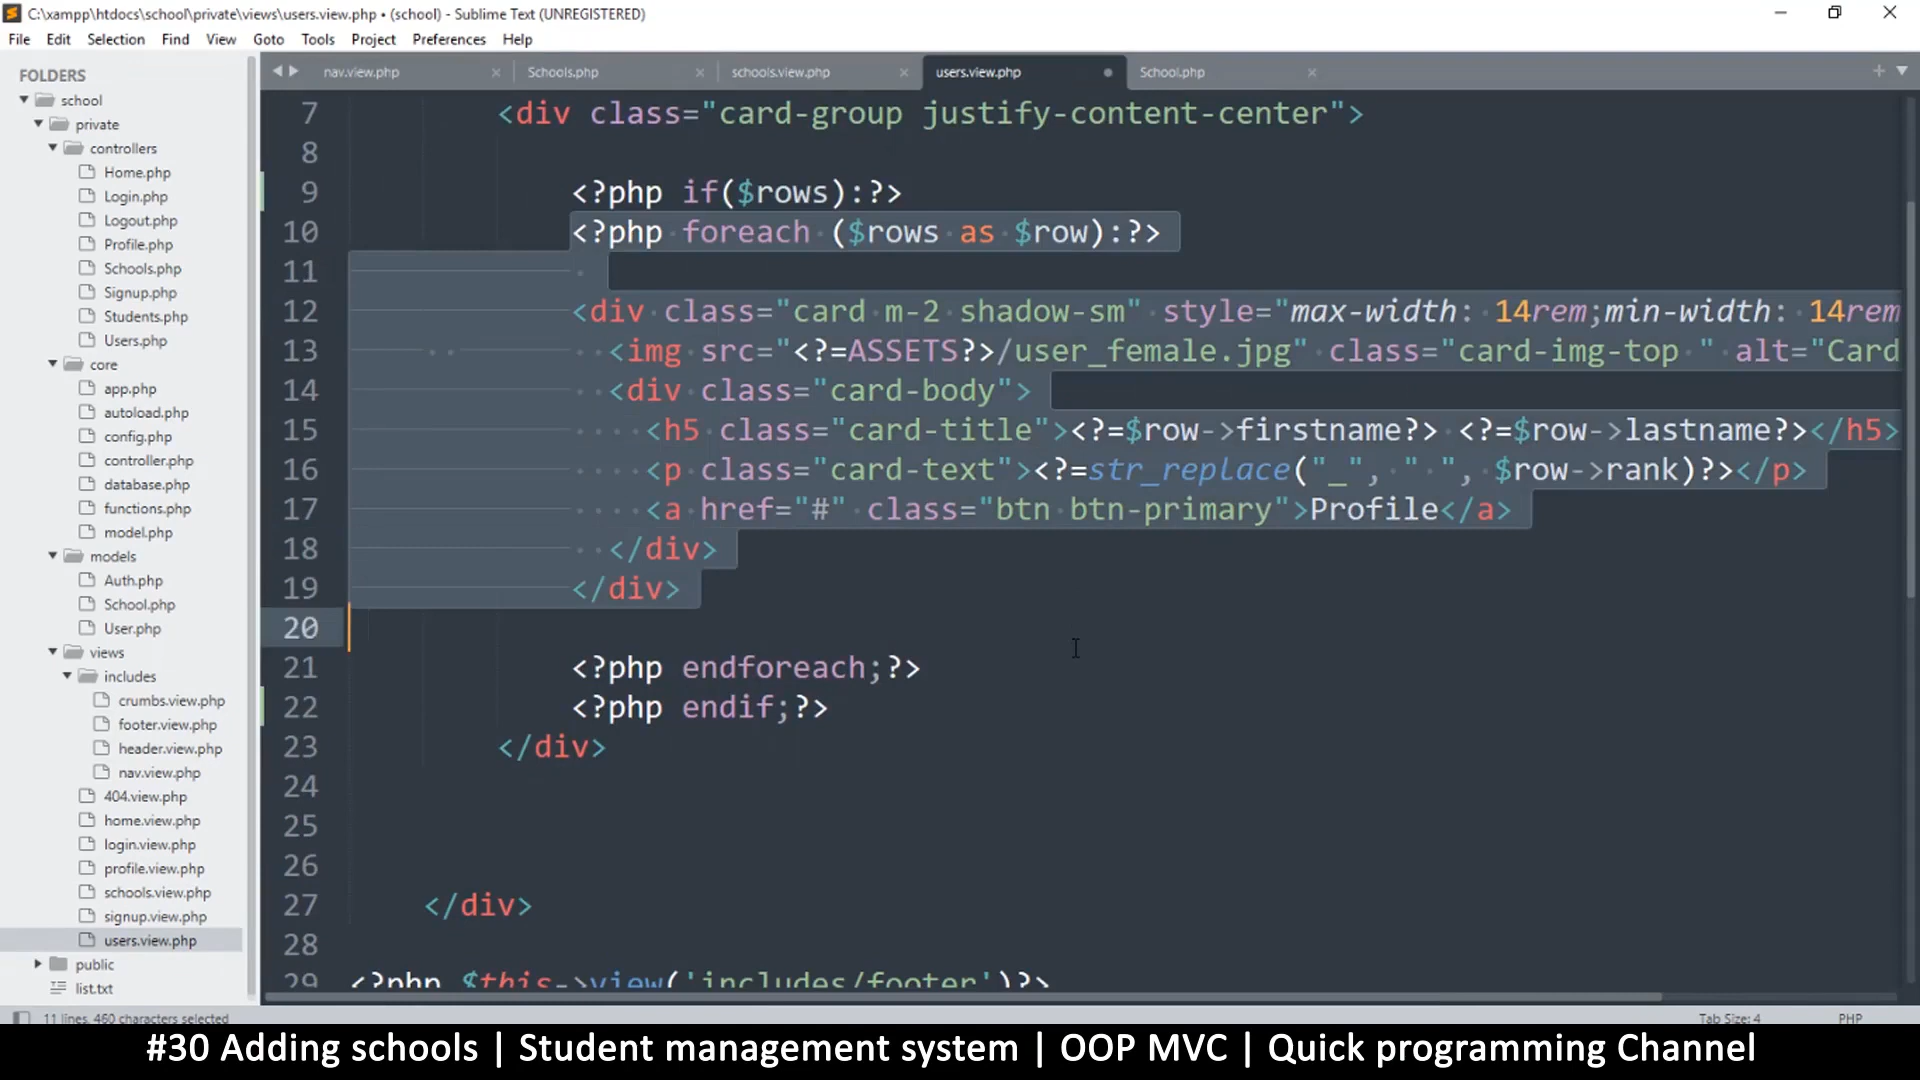 C:\xampp\htdocs\school\private\views\users.view.php • (school) - Sublime Text (UNREGISTERED)
File Edit Selection Find View Goto Tools Project Preferences Help
FOLDERS
school
private
controllers
Home.php
Login.php
Logout.php
Profile.php
Schools.php
Signup.php
Students.php
Users.php
core
app.php
autoload.php
config.php
controller.php
database.php
functions.php
model.php
models
Auth.php
School.php
User.php
views
includes
crumbs.view.php
footer.view.php
header.view.php
nav.view.php
404.view.php
home.view.php
login.view.php
profile.view.php
schools.view.php
signup.view.php
users.view.php
public
list.txt
nav.view.php Schools.php schools.view.php users.view.php School.php
7 <div class="card-group justify-content-center">
8
9 <?php if($rows):?>
10 <?php foreach ($rows as $row):?>
11
12 <div class="card m-2 shadow-sm" style="max-width: 14rem;min-width: 14rem
13 <img src="<?=ASSETS?>/user_female.jpg" class="card-img-top " alt="Card
14 <div class="card-body">
15 <h5 class="card-title"><?=$row->firstname?> <?=$row->lastname?></h5>
16 <p class="card-text"><?=str_replace("_", " ", $row->rank)?></p>
17 <a href="#" class="btn btn-primary">Profile</a>
18 </div>
19 </div>
20
21 <?php endforeach;?>
22 <?php endif;?>
23 </div>
24
25
26
27 </div>
28
29 <?php $this->view('includes/footer')?>
11 lines, 460 characters selected
Tab Size: 4
PHP
#30 Adding schools | Student management system | OOP MVC | Quick programming Channel